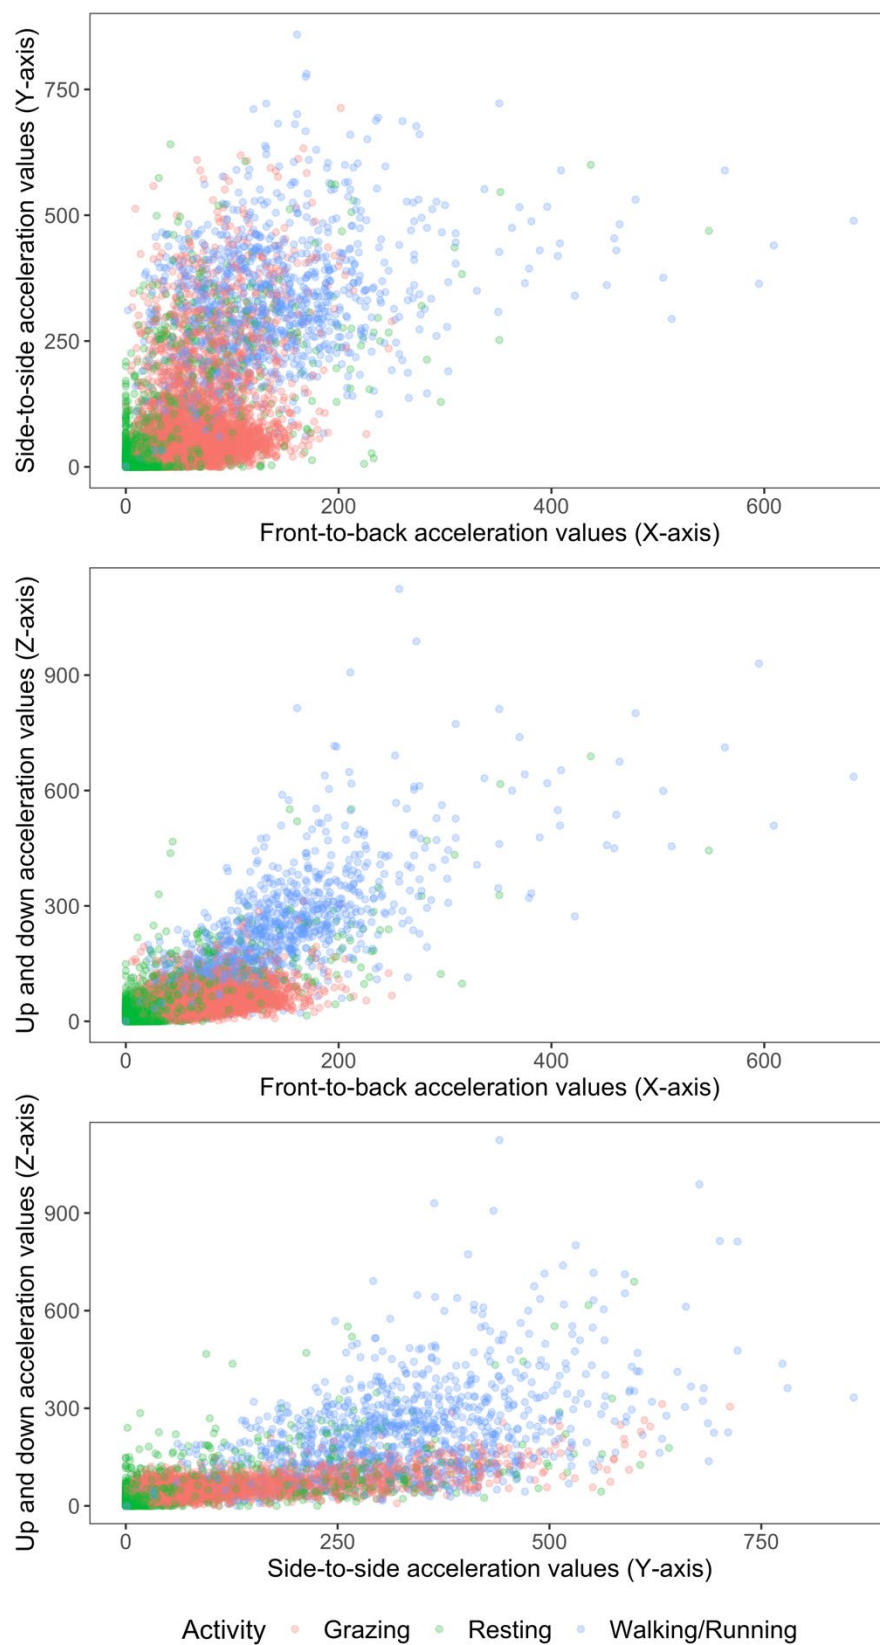 Side-to-side acceleration values (Y-axis)
750
500
250
0
0 200 400 600
Front-to-back acceleration values (X-axis)
Up and down acceleration values (Z-axis)
900
600
300
0
0 200 400 600
Front-to-back acceleration values (X-axis)
Up and down acceleration values (Z-axis)
900
600
300
0
0 250 500 750
Side-to-side acceleration values (Y-axis)
Activity Grazing Resting Walking/Running